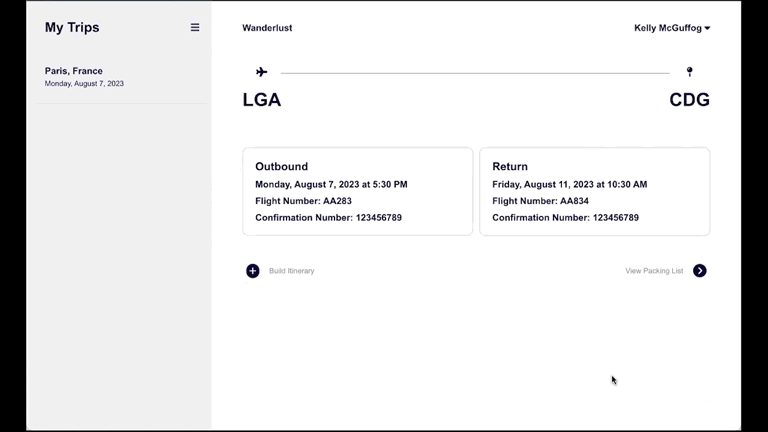 My Trips
Paris, France
Monday, August 7, 2023
Wanderlust
Kelly McGuffog
LGA
CDG
Outbound
Monday, August 7, 2023 at 5:30 PM
Flight Number: AA283
Confirmation Number: 123456789
Return
Friday, August 11, 2023 at 10:30 AM
Flight Number: AA834
Confirmation Number: 123456789
Build Itinerary
View Packing List